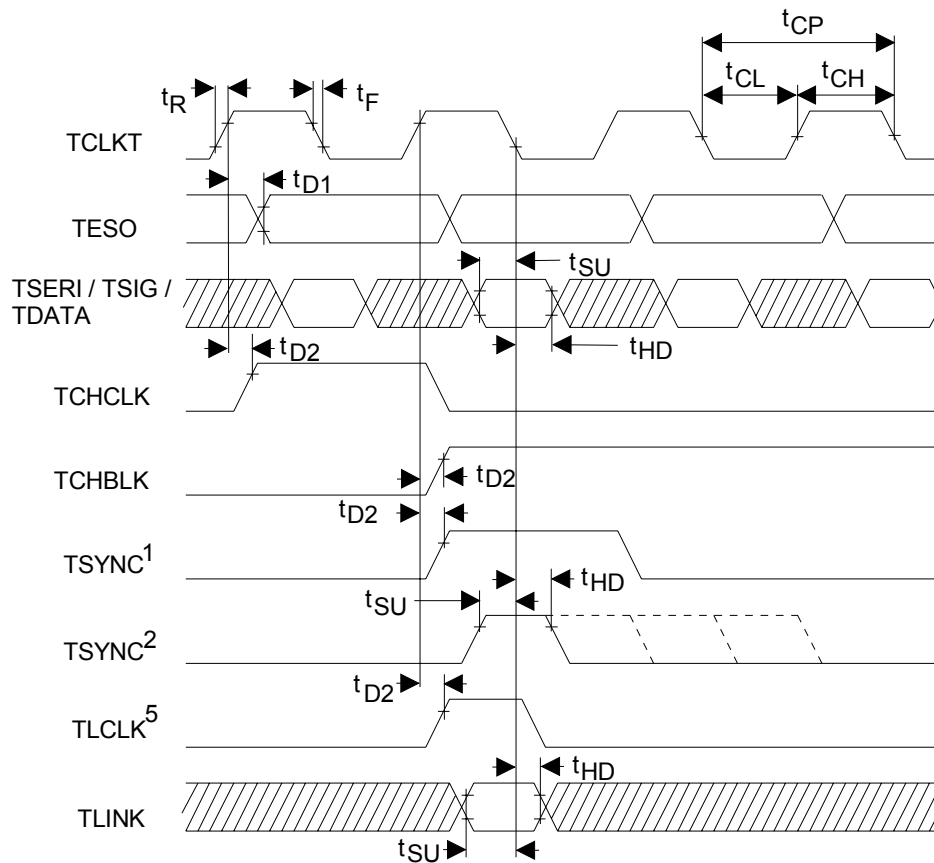 tCP
tCL tCH
tR tF
TCLKT
tD1
TESO
tSU
TSERI / TSIG /
TDATA
tHD
tD2
TCHCLK
TCHBLK
tD2
tD2
TSYNC1
tHD
tSU
TSYNC2
tD2
TLCLK5
tHD
TLINK
tSU